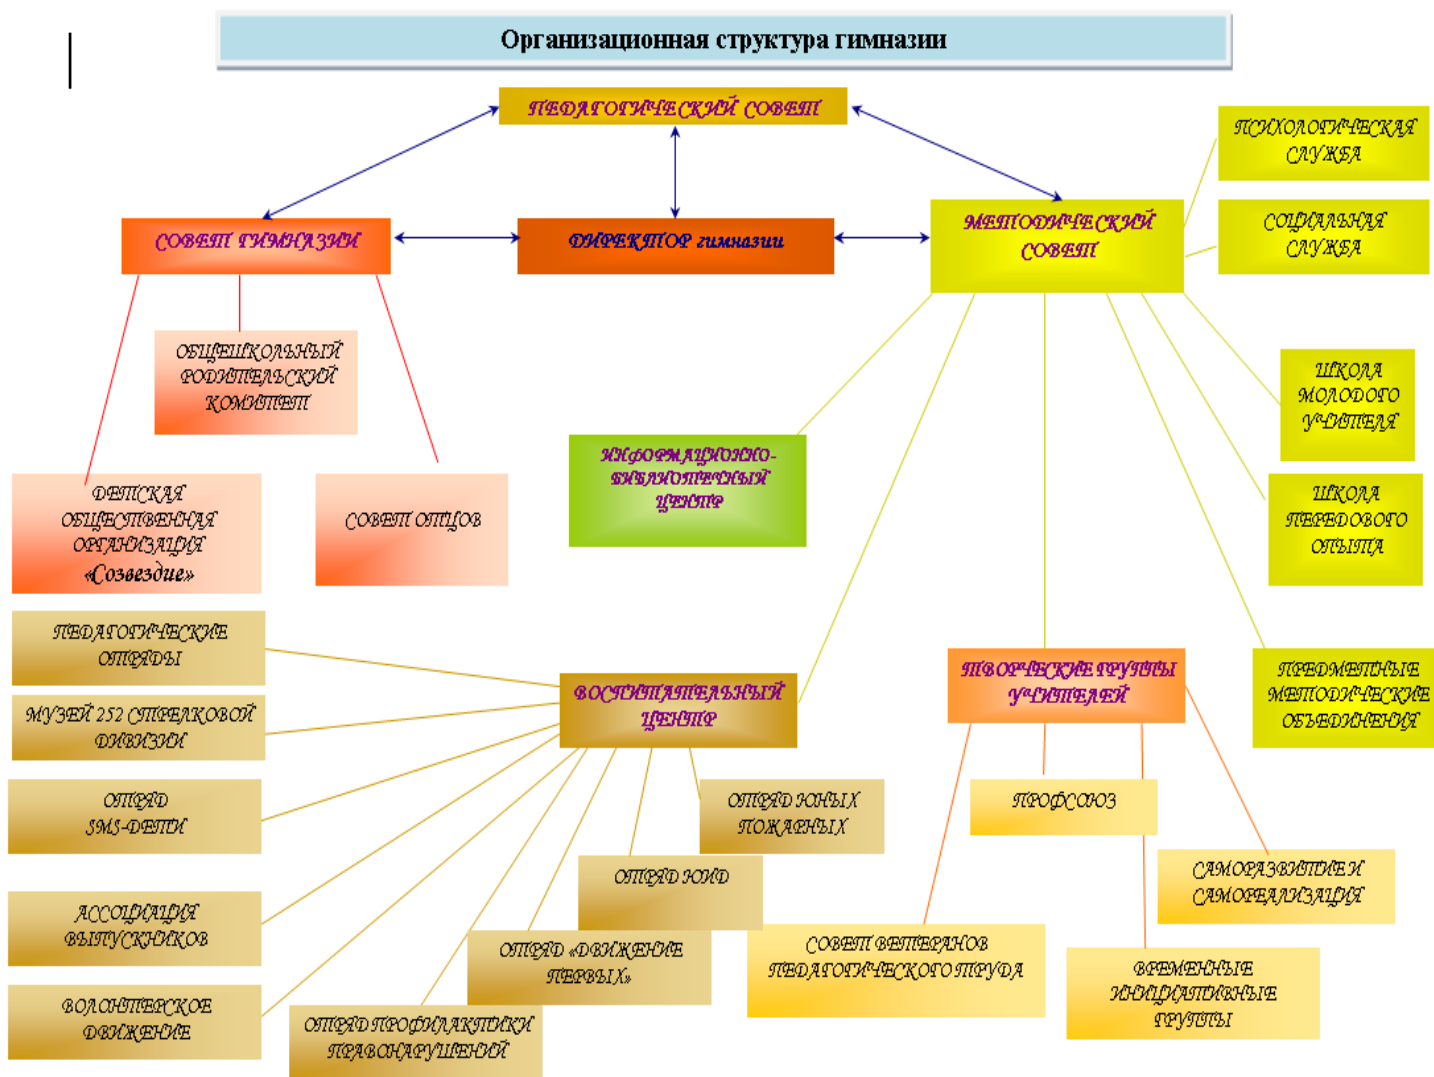 Организационная структура гимназии
ПЕДАГОГИЧЕСКИЙ СОВЕТ
ПСИХОЛОГИЧЕСКАЯ
СЛУЖБА
СОВЕТ ГИМНАЗИИ
ДИРЕКТОР гимназии
МЕТОДИЧЕСКИЙ
СОВЕТ
СОЦИАЛЬНАЯ
СЛУЖБА
ОБЩЕШКОЛЬНЫЙ
РОДИТЕЛЬСКИЙ
КОМИТЕТ
ШКОЛА
МОЛОДОГО
УЧИТЕЛЯ
ИНФОРМАЦИОННО-
БИБЛИОТЕЧНЫЙ
ЦЕНТР
ДЕТСКАЯ
ОБЩЕСТВЕННАЯ
ОРГАНИЗАЦИЯ
«Созвездие»
СОВЕТ ОТЦОВ
ШКОЛА
ПЕРЕДОВОГО
ОПЫТА
ПЕДАГОГИЧЕСКИЕ
ОТРЯДЫ
ВОСПИТАТЕЛЬНЫЙ
ЦЕНТР
ТВОРЧЕСКИЕ ГРУППЫ
УЧИТЕЛЕЙ
ПРЕДМЕТНЫЕ
МЕТОДИЧЕСКИЕ
ОБЪЕДИНЕНИЯ
МУЗЕЙ 252 СТРЕЛКОВОЙ
ДИВИЗИИ
ОТРЯД
SMS-ДЕТИ
ОТРЯД ЮНЫХ
ПОЖАРНЫХ
ПРОФСОЮЗ
ОТРЯД ЮИД
САМОРАЗВИТИЕ И
САМОРЕАЛИЗАЦИЯ
АССОЦИАЦИЯ
ВЫПУСКНИКОВ
ОТРЯД «ДВИЖЕНИЕ
ПЕРВЫХ»
СОВЕТ ВЕТЕРАНОВ
ПЕДАГОГИЧЕСКОГО ТРУДА
ВРЕМЕННЫЕ
ИНИЦИАТИВНЫЕ
ГРУППЫ
ВОЛОНТЕРСКОЕ
ДВИЖЕНИЕ
ОТРЯД ПРОФИЛАКТИКИ
ПРАВОНАРУШЕНИЙ